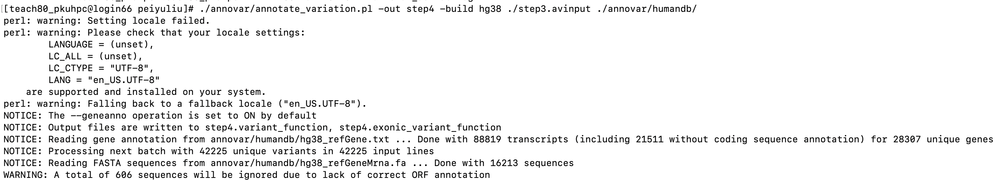 [[teach80_pkuhpc@login66 peiyuliu]# ./annovar/annotate_variation.pl -out step4 -build hg38 ./step3.avinput ./annovar/humandb/
perl: warning: Setting locale failed.
perl: warning: Please check that your locale settings:
LANGUAGE = (unset),
LC_ALL = (unset),
LC_CTYPE = "UTF-8",
LANG = "en_US.UTF-8"
are supported and installed on your system.
perl: warning: Falling back to a fallback locale ("en_US.UTF-8").
NOTICE: The --geneanno operation is set to ON by default
NOTICE: Output files are written to step4.variant_function, step4.exonic_variant_function
NOTICE: Reading gene annotation from annovar/humandb/hg38_refGene.txt ... Done with 88819 transcripts (including 21511 without coding sequence annotation) for 28307 unique genes
NOTICE: Processing next batch with 42225 unique variants in 42225 input lines
NOTICE: Reading FASTA sequences from annovar/humandb/hg38_refGeneMrna.fa ... Done with 16213 sequences
WARNING: A total of 606 sequences will be ignored due to lack of correct ORF annotation